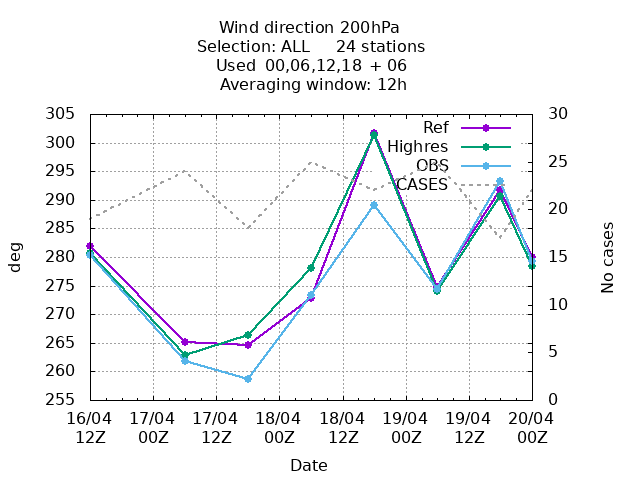 Wind direction 200hPa
Selection: ALL 24 stations
Used 00,06,12,18 + 06
Averaging window: 12h
305
300
295
290
285
280
275
270
265
260
255
30
25
20
15
10
5
0
Ref
Highres
OBS
CASES
deg
No cases
16/04 17/04 17/04 18/04 18/04 19/04 19/04 20/04
12Z 00Z 12Z 00Z 12Z 00Z 12Z 00Z
Date